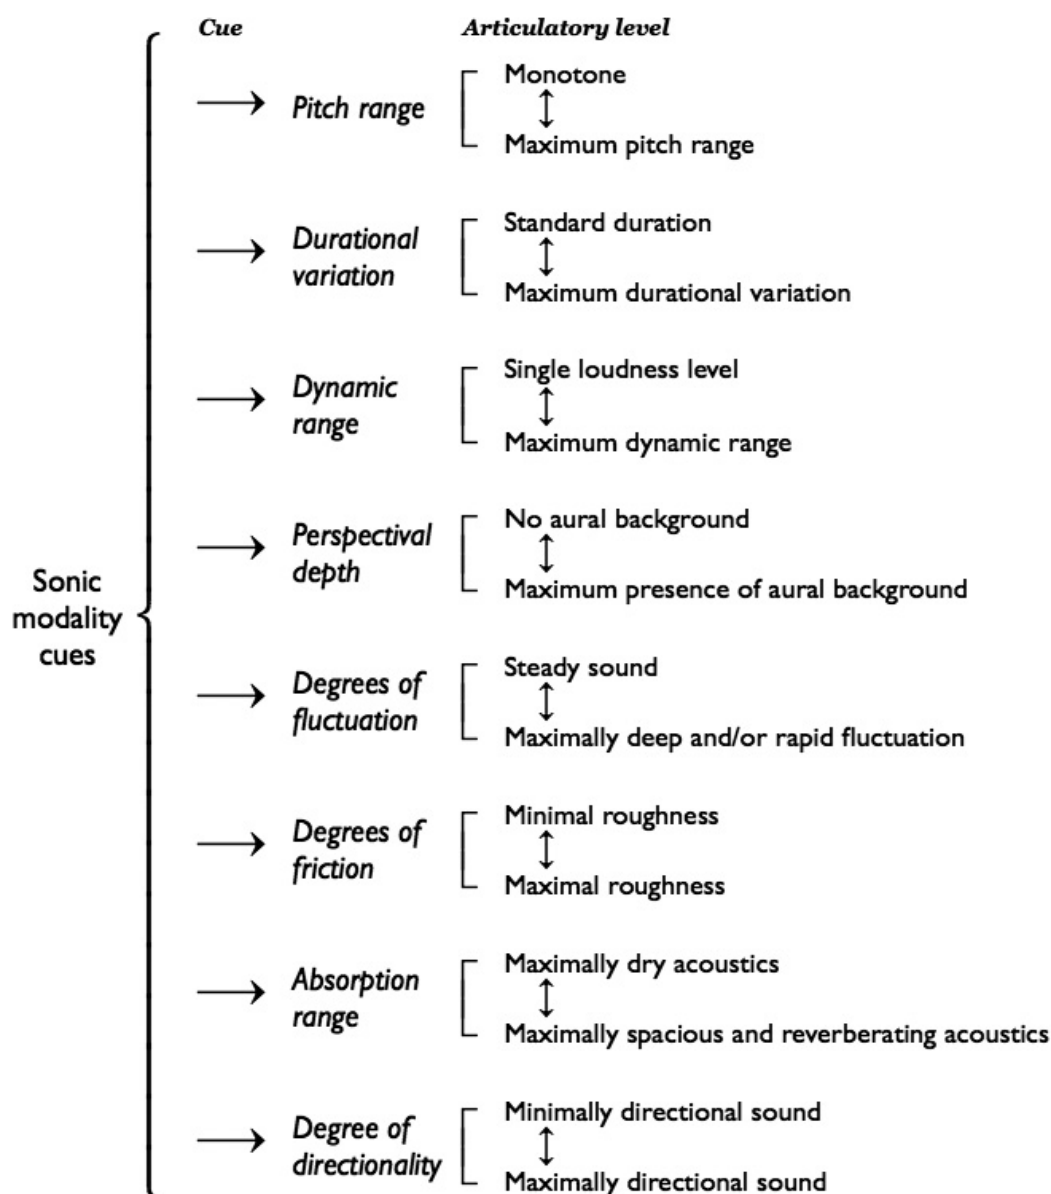 Cue Articulatory level
Monotone
Pitch range
Maximum pitch range
Standard duration
Durational
variation
Maximum durational variation
Single loudness level
Dynamic
range
Maximum dynamic range
No aural background
Perspectival
depth
Maximum presence of aural background
Sonic
modality
cues
Steady sound
Degrees of
fluctuation
Maximally deep and/or rapid fluctuation
Minimal roughness
Degrees of
friction
Maximal roughness
Maximally dry acoustics
Absorption
range
Maximally spacious and reverberating acoustics
Minimally directional sound
Degree of
directionality
Maximally directional sound